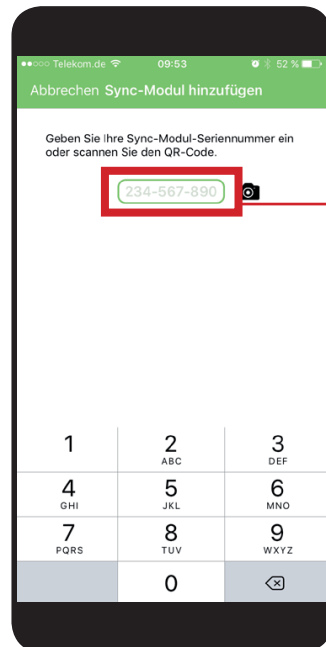 Telekom.de 09:53 52 %
Abbrechen Sync-Modul hinzufügen
Geben Sie Ihre Sync-Modul-Seriennummer ein
oder scannen Sie den QR-Code.
234-567-890
1 2 3
ABC DEF
4 5 6
GHI JKL MNO
7 8 9
PQRS TUV WXYZ
0